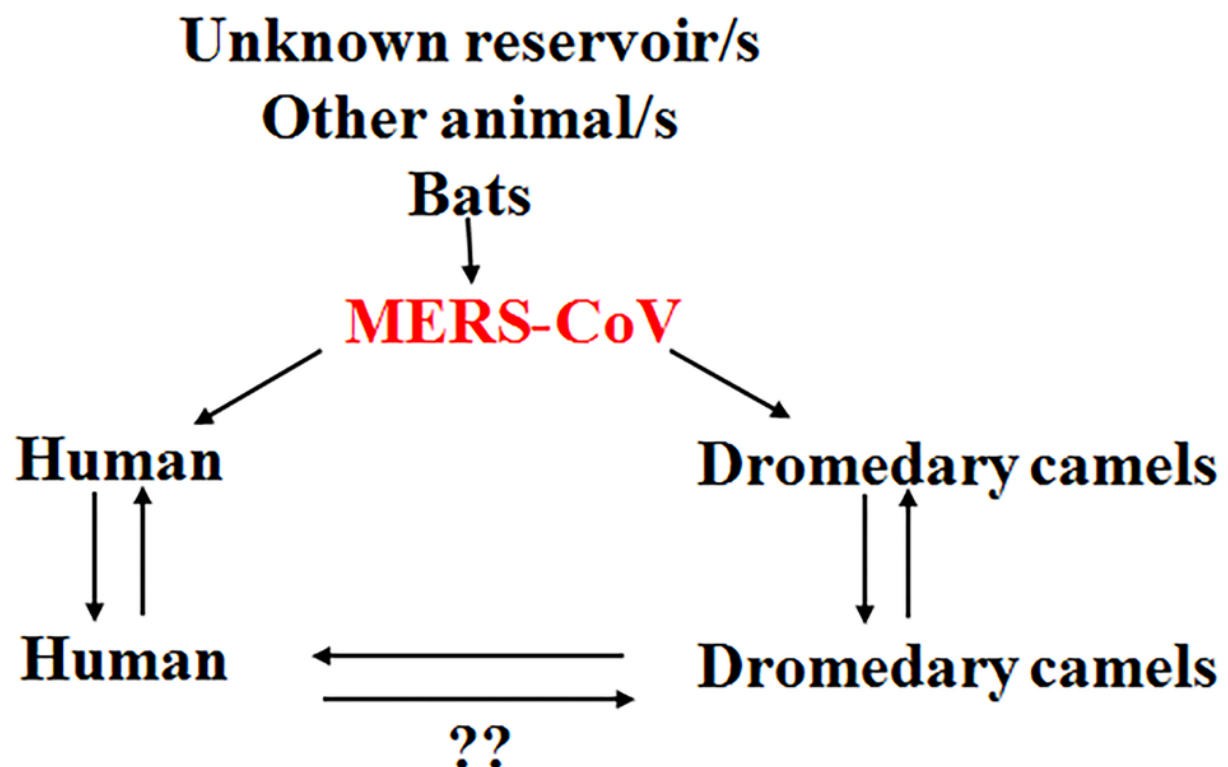 Unknown reservoir/s
Other animal/s
Bats
MERS-CoV
Human
Dromedary camels
Human
Dromedary camels
??